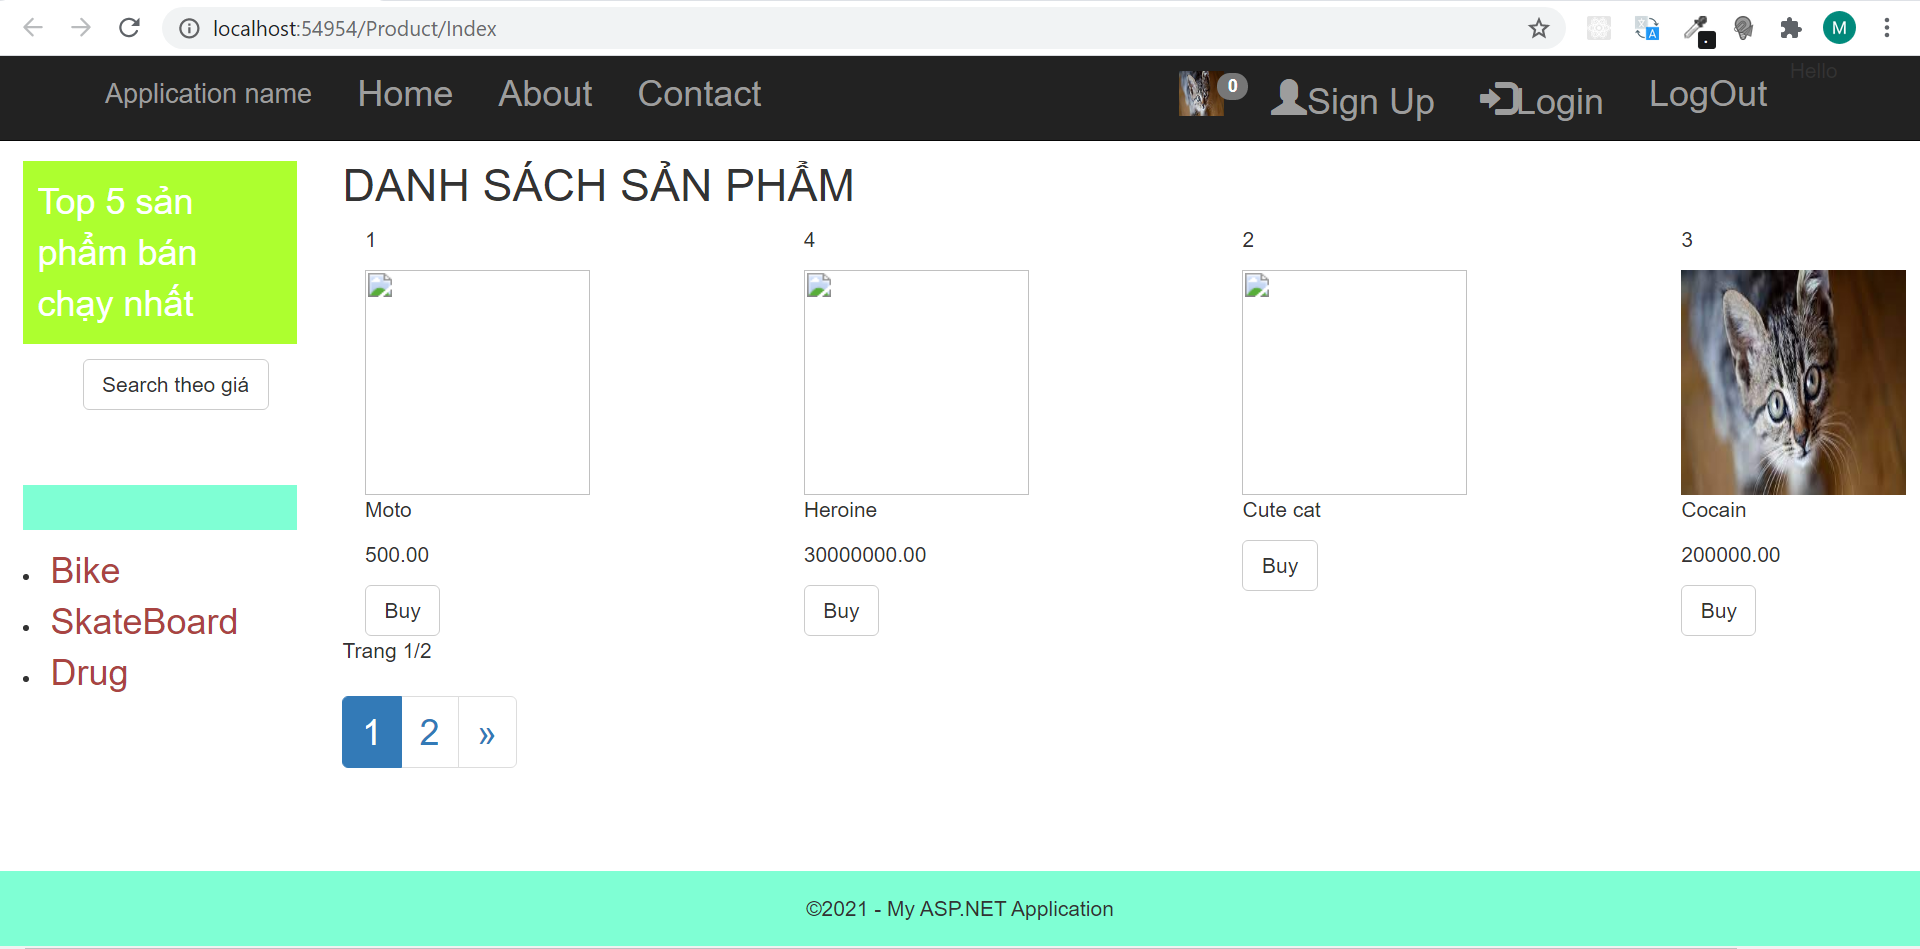 localhost:54954/Product/Index
M
Hello
Application name Home About Contact 0 Sign Up Login LogOut
Top 5 sản
phẩm bán
chạy nhất
Search theo giá
Bike
SkateBoard
Drug
DANH SÁCH SẢN PHẨM
1 4 2 3
Moto Heroine Cute cat Cocain
500.00 30000000.00 200000.00
Buy Buy Buy Buy
Trang 1/2
1 2 »
©2021 - My ASP.NET Application